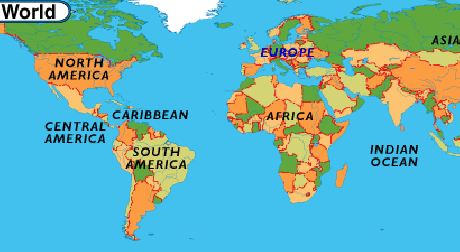 World
NORTH
AMERICA
EUROPE
ASIA
CARIBBEAN
CENTRAL
AMERICA
AFRICA
SOUTH
AMERICA
INDIAN
OCEAN